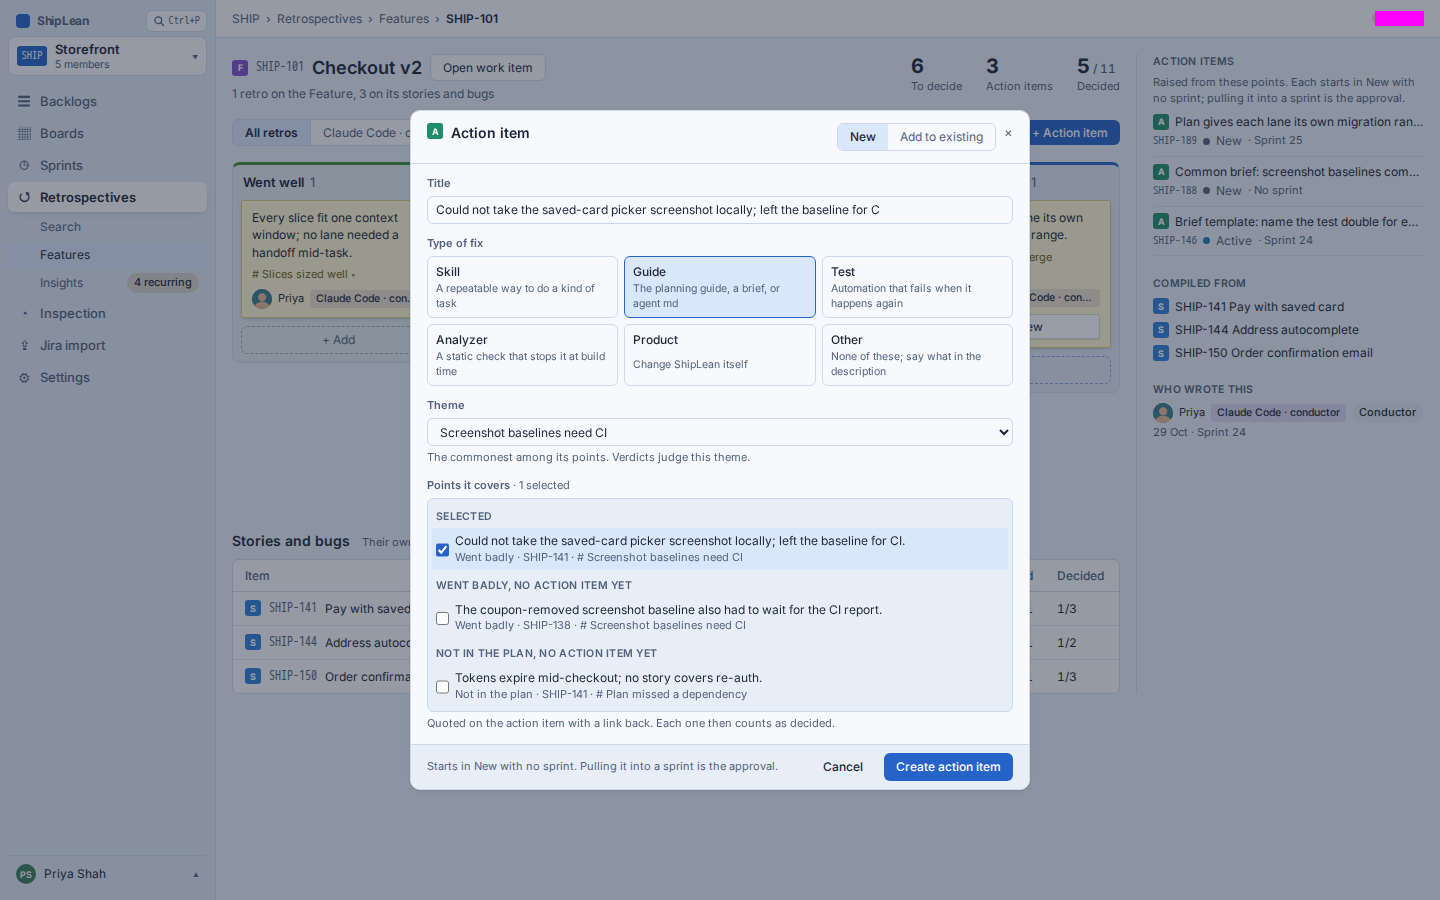 ShipLean
Ctrl+P
SHIP
Storefront
5 members
Backlogs
Boards
Sprints
Retrospectives
Search
Features
Insights
4 recurring
Inspection
Jira import
Settings
PS
Priya Shah
SHIP › Retrospectives › Features › SHIP-101
F
SHIP-101
Checkout v2
Open work item
1 retro on the Feature, 3 on its stories and bugs
6
To decide
3
Action items
5 / 11
Decided
All retros
Claude Code · c
+ Action item
Went well 1
Every slice fit one context
window; no lane needed a
handoff mid-task.
# Slices sized well
Priya
Claude Code · con...
+ Add
1
ne its own
range.
erge
Code · con...
ew
Stories and bugs
Their own
Item
d
Decided
S SHIP-141 Pay with saved
1/3
S SHIP-144 Address autoco
1/2
S SHIP-150 Order confirma
1/3
A
Action item
New
Add to existing
×
Title
Could not take the saved-card picker screenshot locally; left the baseline for C
Type of fix
Skill
A repeatable way to do a kind of
task
Guide
The planning guide, a brief, or
agent md
Test
Automation that fails when it
happens again
Analyzer
A static check that stops it at build
time
Product
Change ShipLean itself
Other
None of these; say what in the
description
Theme
Screenshot baselines need CI
The commonest among its points. Verdicts judge this theme.
Points it covers · 1 selected
SELECTED
Could not take the saved-card picker screenshot locally; left the baseline for CI.
Went badly · SHIP-141 · # Screenshot baselines need CI
WENT BADLY, NO ACTION ITEM YET
The coupon-removed screenshot baseline also had to wait for the CI report.
Went badly · SHIP-138 · # Screenshot baselines need CI
NOT IN THE PLAN, NO ACTION ITEM YET
Tokens expire mid-checkout; no story covers re-auth.
Not in the plan · SHIP-141 · # Plan missed a dependency
Quoted on the action item with a link back. Each one then counts as decided.
Starts in New with no sprint. Pulling it into a sprint is the approval.
Cancel
Create action item
ACTION ITEMS
Raised from these points. Each starts in New with
no sprint; pulling it into a sprint is the approval.
A Plan gives each lane its own migration ran...
SHIP-189 New · Sprint 25
A Common brief: screenshot baselines com...
SHIP-188 New · No sprint
A Brief template: name the test double for e...
SHIP-146 Active · Sprint 24
COMPILED FROM
S SHIP-141 Pay with saved card
S SHIP-144 Address autocomplete
S SHIP-150 Order confirmation email
WHO WROTE THIS
Priya
Claude Code · conductor
Conductor
29 Oct · Sprint 24